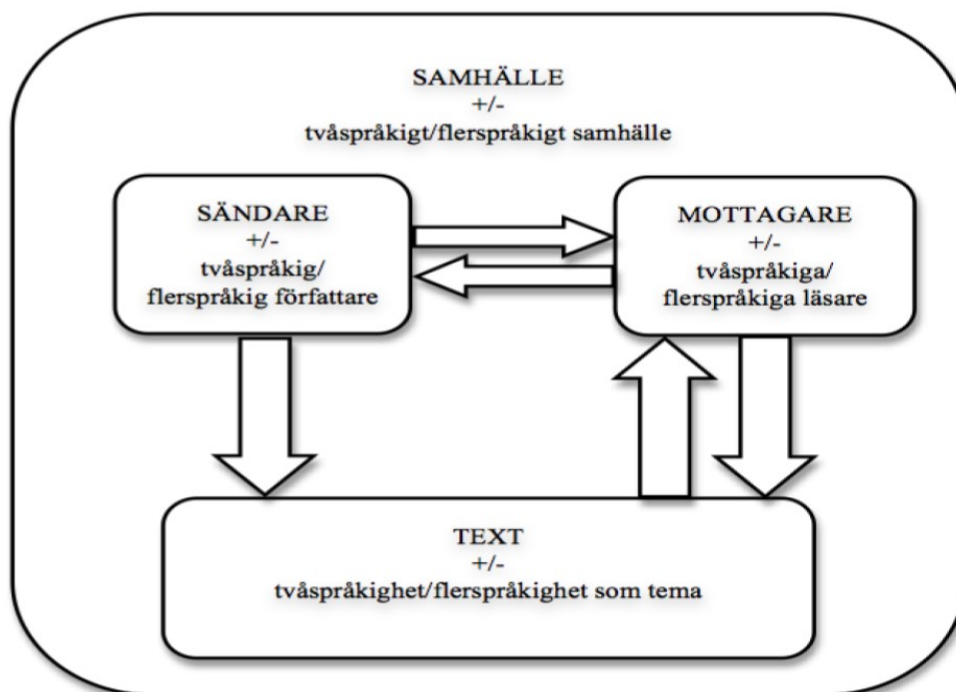 SAMHÄLLE
+/-
tvåspråkigt/flerspråkigt samhälle
SÄNDARE
+/-
tvåspråkig/
flerspråkig författare
MOTTAGARE
+/-
tvåspråkiga/
flerspråkiga läsare
TEXT
+/-
tvåspråkighet/flerspråkighet som tema